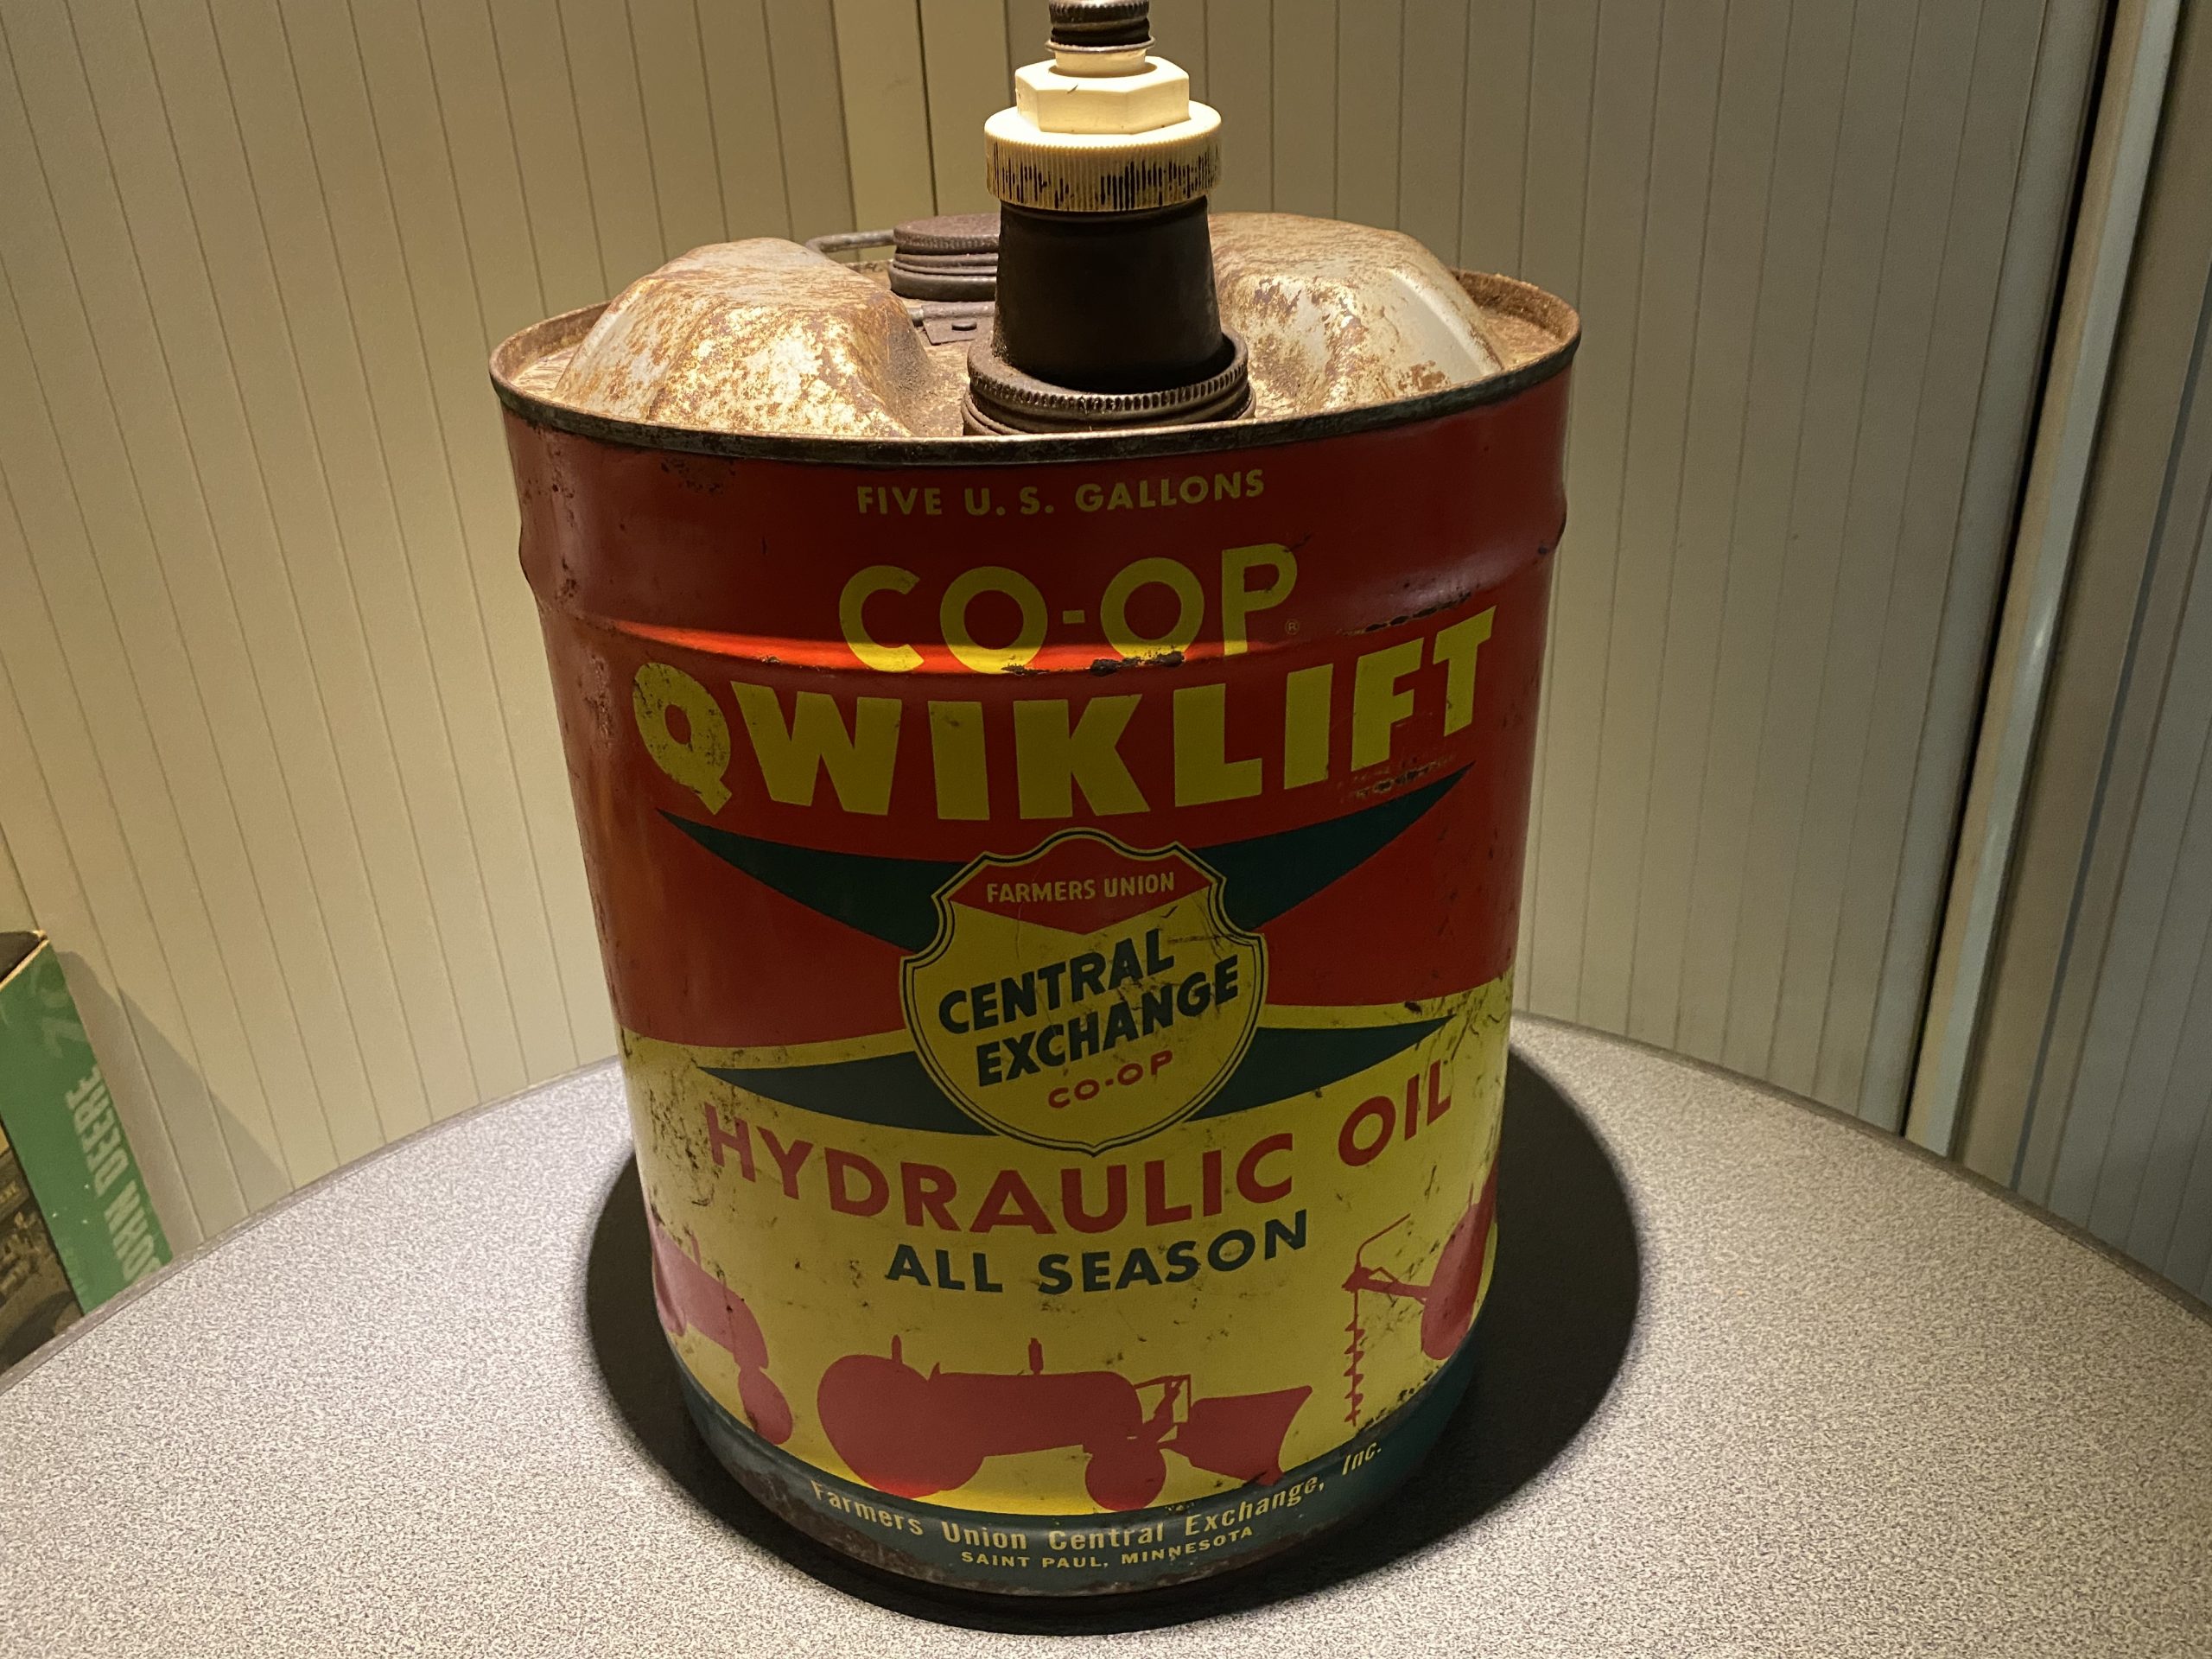 FIVE U. S. GALLONS
CO-OP®
QWIKLIFT
FARMERS UNION
CENTRAL
EXCHANGE
CO-OP
HYDRAULIC OIL
ALL SEASON
Farmers Union Central Exchange, Inc.
SAINT PAUL, MINNESOTA
JOHN DEERE